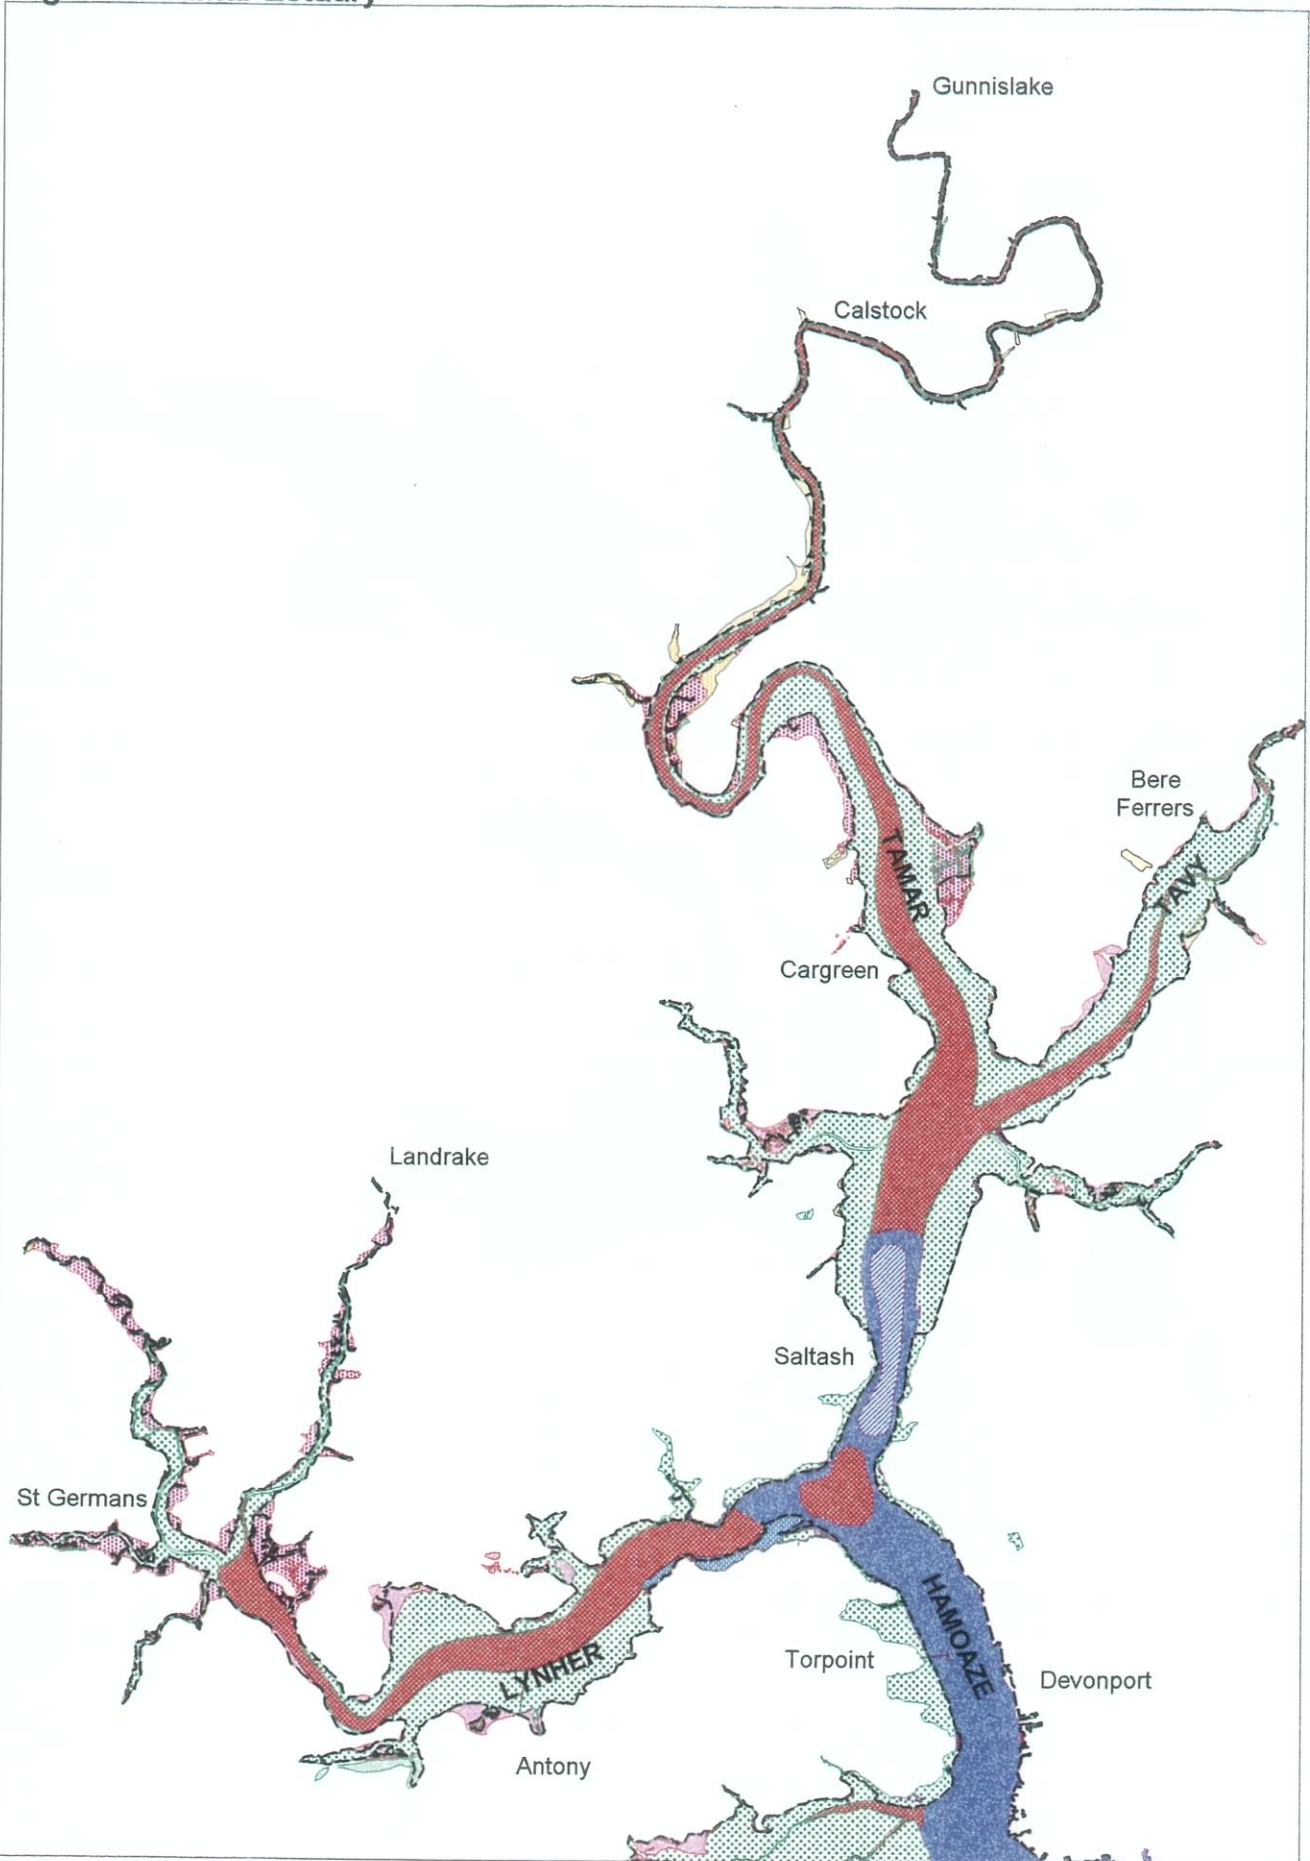 Gunnislake
Calstock
Bere
Ferrers
TAVY
TAMAR
Cargreen
Landrake
Saltash
St Germans
HAMOAZE
LYNHER
Torpoint
Devonport
Antony